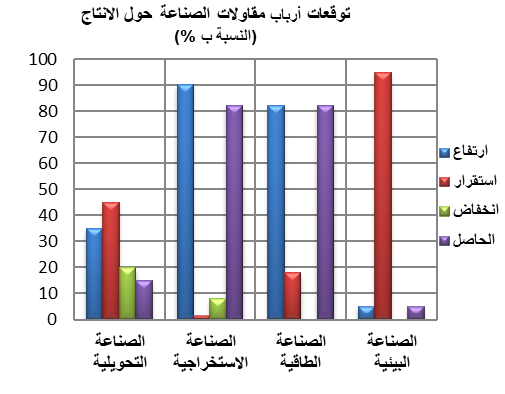 توقعات أرباب مقاولات الصناعة حول الانتاج
(النسبة ب %)
100
90
80
70
60
50
40
30
20
10
0
ارتفاع
استقرار
انخفاض
الحاصل
الصناعة التحويلية
الصناعة الاستخراجية
الصناعة الطاقية
الصناعة البيئية